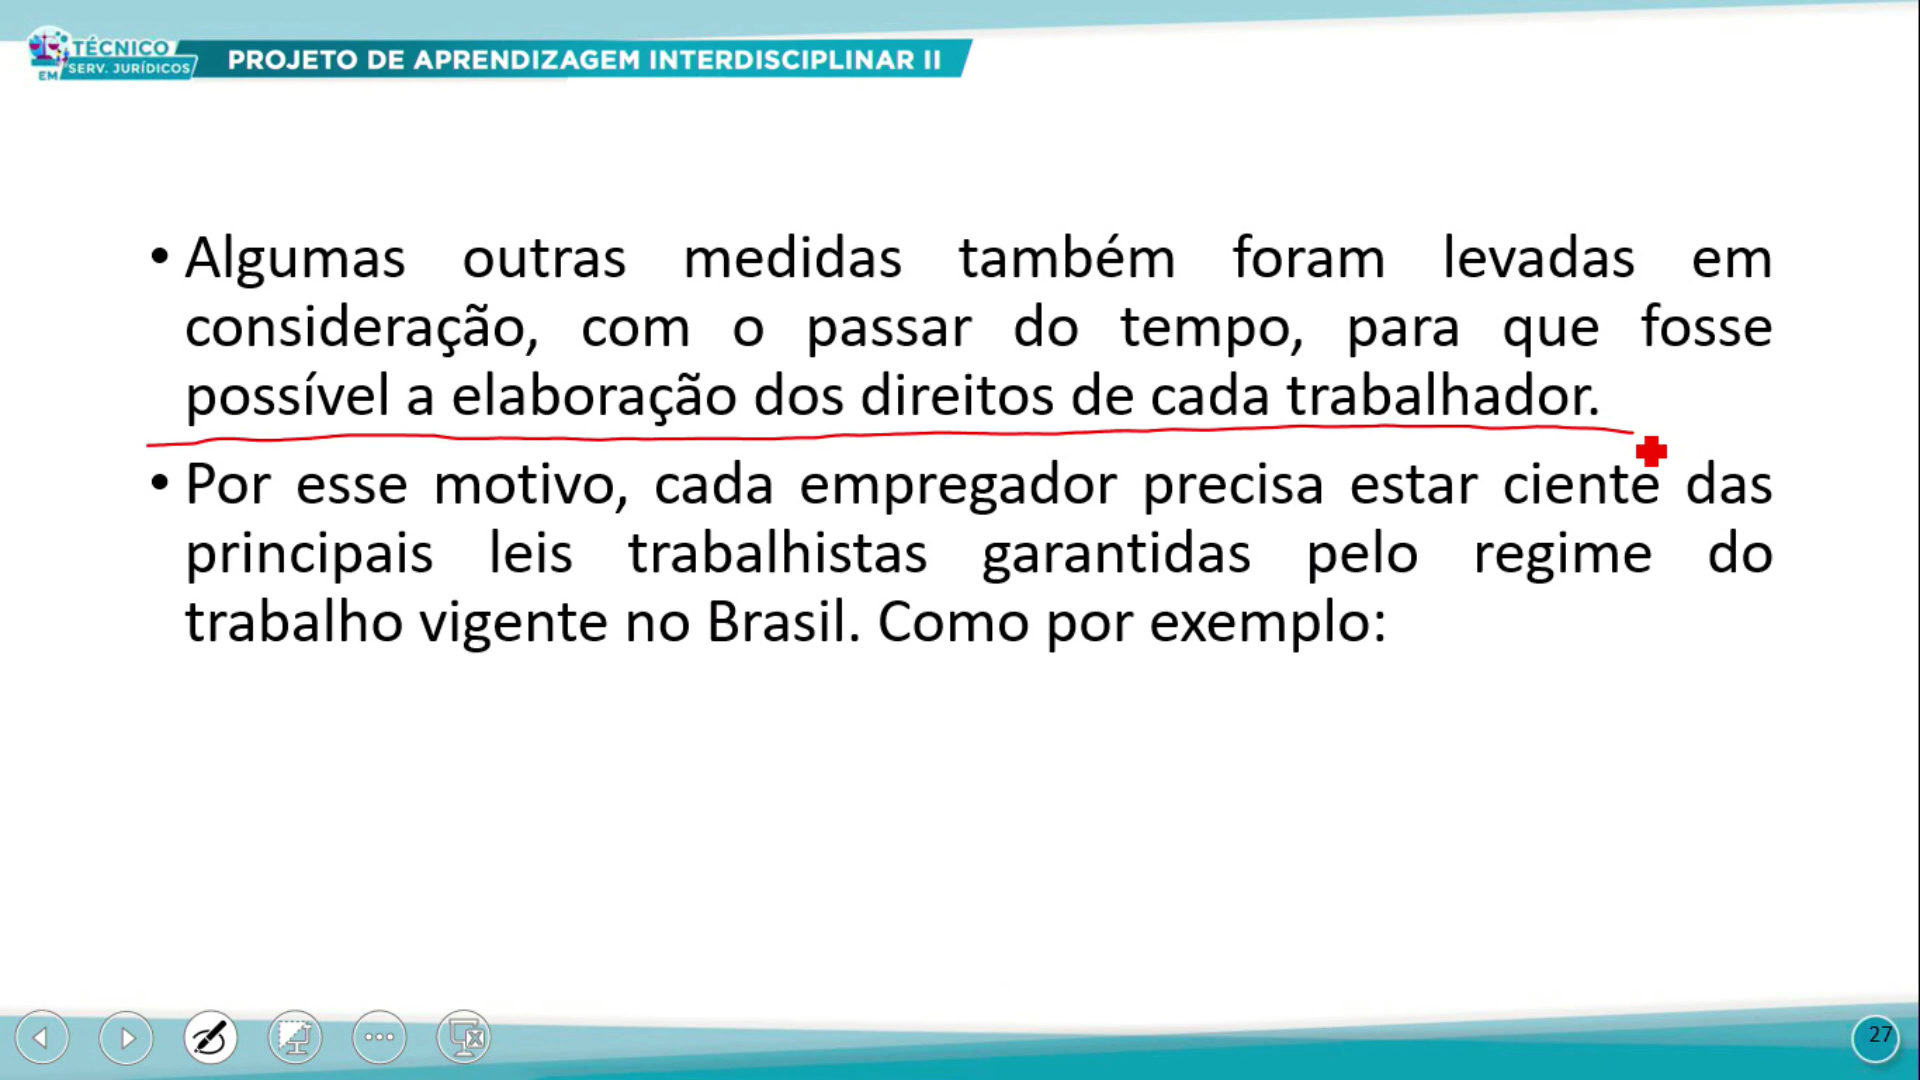 TÉCNICO
EM SERV. JURÍDICOS
PROJETO DE APRENDIZAGEM INTERDISCIPLINAR II
• Algumas outras medidas também foram levadas em
consideração, com o passar do tempo, para que fosse
possível a elaboração dos direitos de cada trabalhador.
• Por esse motivo, cada empregador precisa estar ciente das
principais leis trabalhistas garantidas pelo regime do
trabalho vigente no Brasil. Como por exemplo:
27